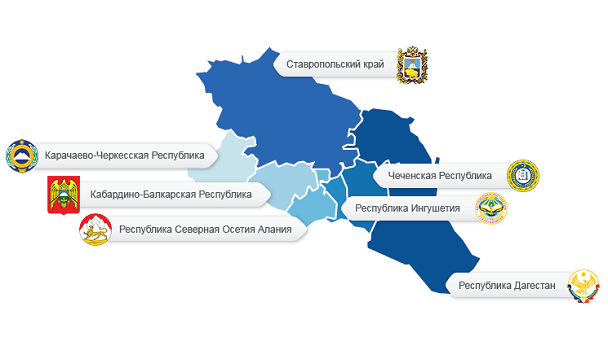 Ставропольский край
Карачаево-Черкесская Республика
Чеченская Республика
Кабардино-Балкарская Республика
Республика Ингушетия
Республика Северная Осетия Алания
Республика Дагестан